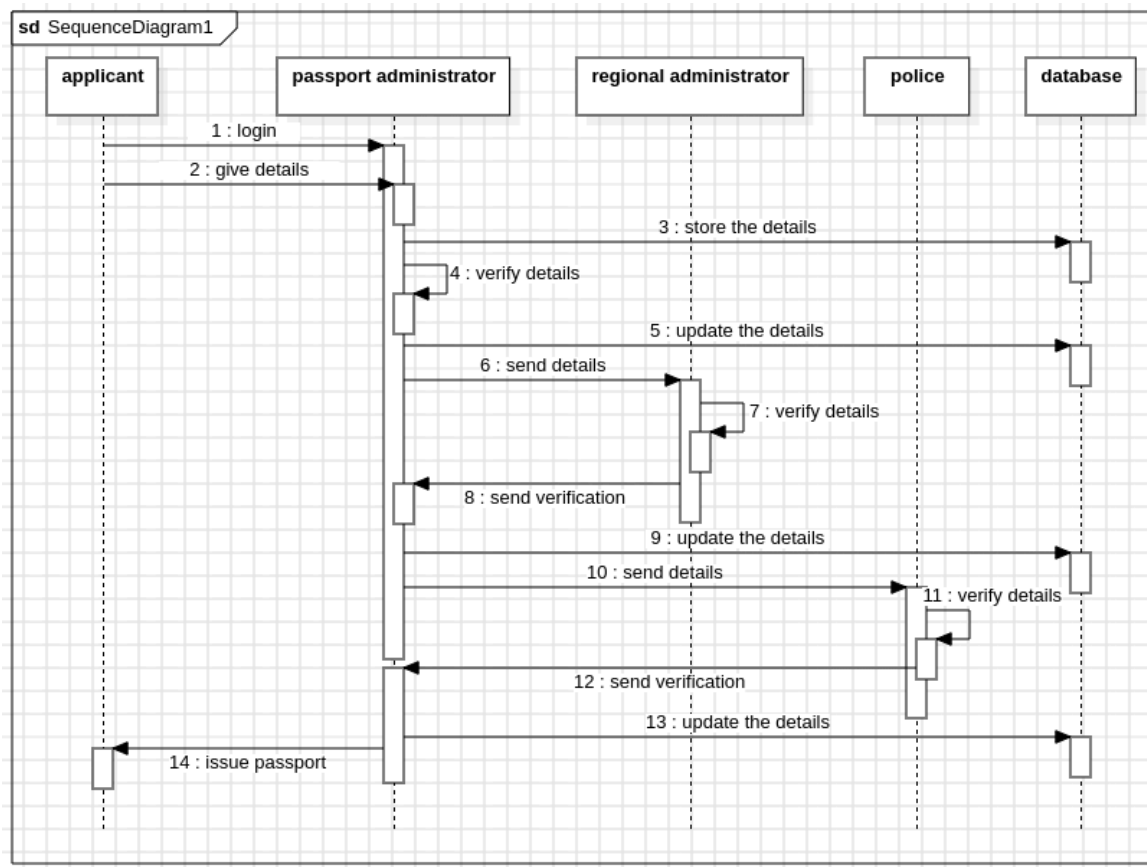 sd SequenceDiagram1
applicant
passport administrator
regional administrator
police
database
1 : login
2 : give details
3 : store the details
4 : verify details
5 : update the details
6 : send details
7 : verify details
8 : send verification
9 : update the details
10 : send details
11 : verify details
12 : send verification
13 : update the details
14 : issue passport